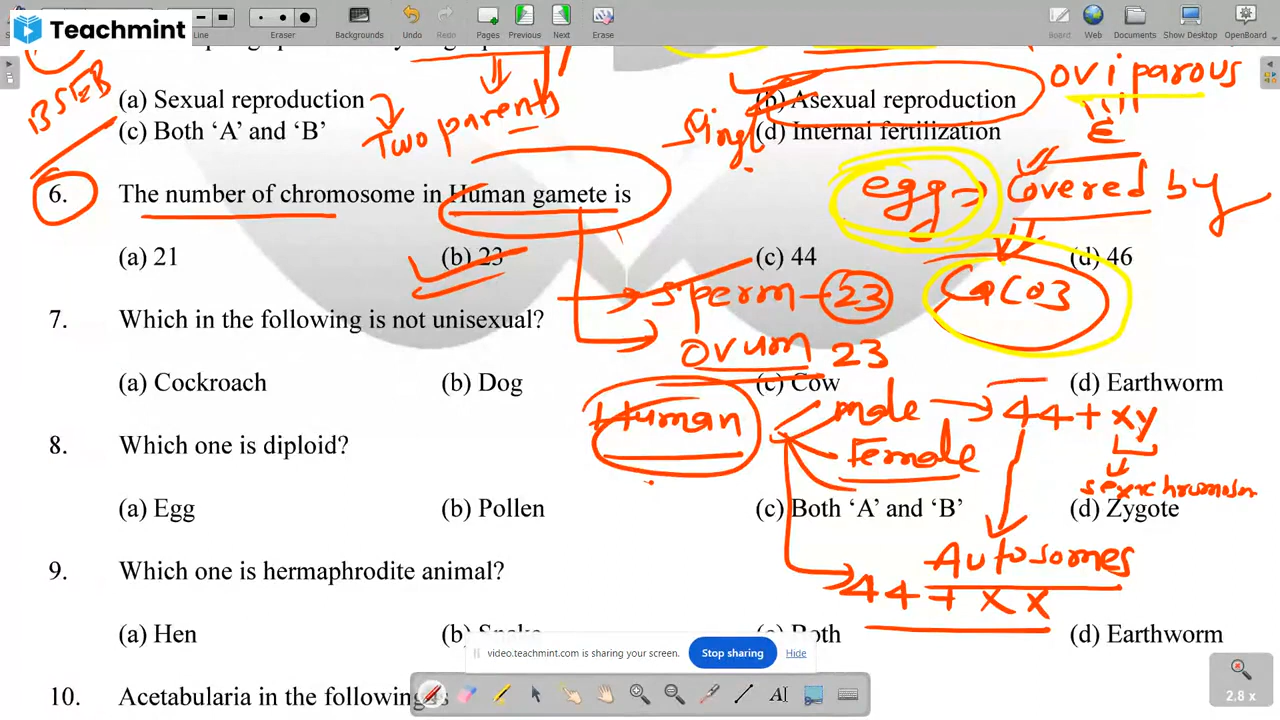 Teachmint
Line
Eraser
Backgrounds
Undo
Redo
Pages
Previous
Next
Erase
Board
Web
Documents
Show Desktop
OpenBoard
BSEB
(a) Sexual reproduction
(b) Asexual reproduction
oviparous
Two parents
(c) Both ‘A’ and ‘B’
(d) Internal fertilization
6. The number of chromosome in Human gamete is
egg
Covered by
CaCO3
(a) 21 (b) 23 (c) 44 (d) 46
sperm - 23
ovum 23
7. Which in the following is not unisexual?
(a) Cockroach (b) Dog (c) Cow (d) Earthworm
Human
male
44+xy
Female
8. Which one is diploid?
(a) Egg (b) Pollen (c) Both ‘A’ and ‘B’ (d) Zygote
Autosomes
44+XX
9. Which one is hermaphrodite animal?
(a) Hen (b) Snake (c) Both (d) Earthworm
video.teachmint.com is sharing your screen.
Stop sharing
Hide
10. Acetabularia in the following is
2.8 x